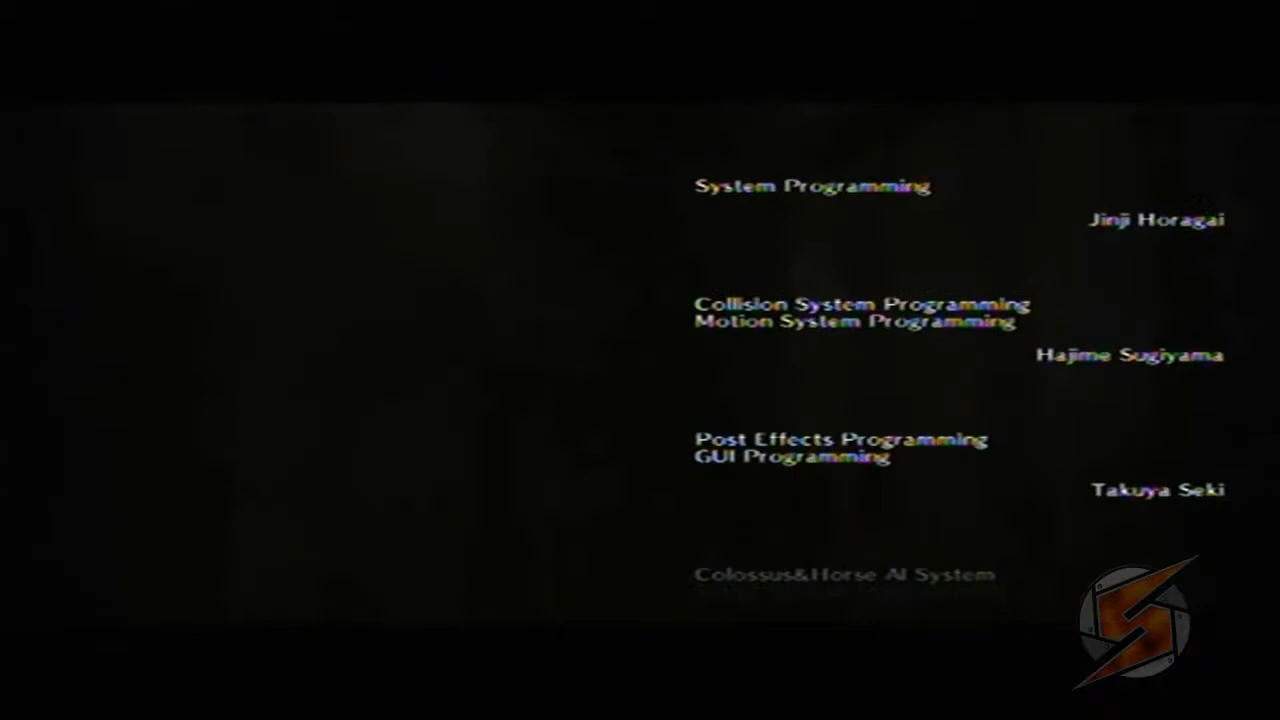 System Programming
Jinji Horagai
Collision System Programming
Motion System Programming
Hajime Sugiyama
Post Effects Programming
GUI Programming
Takuya Seki
Colossus&Horse AI System